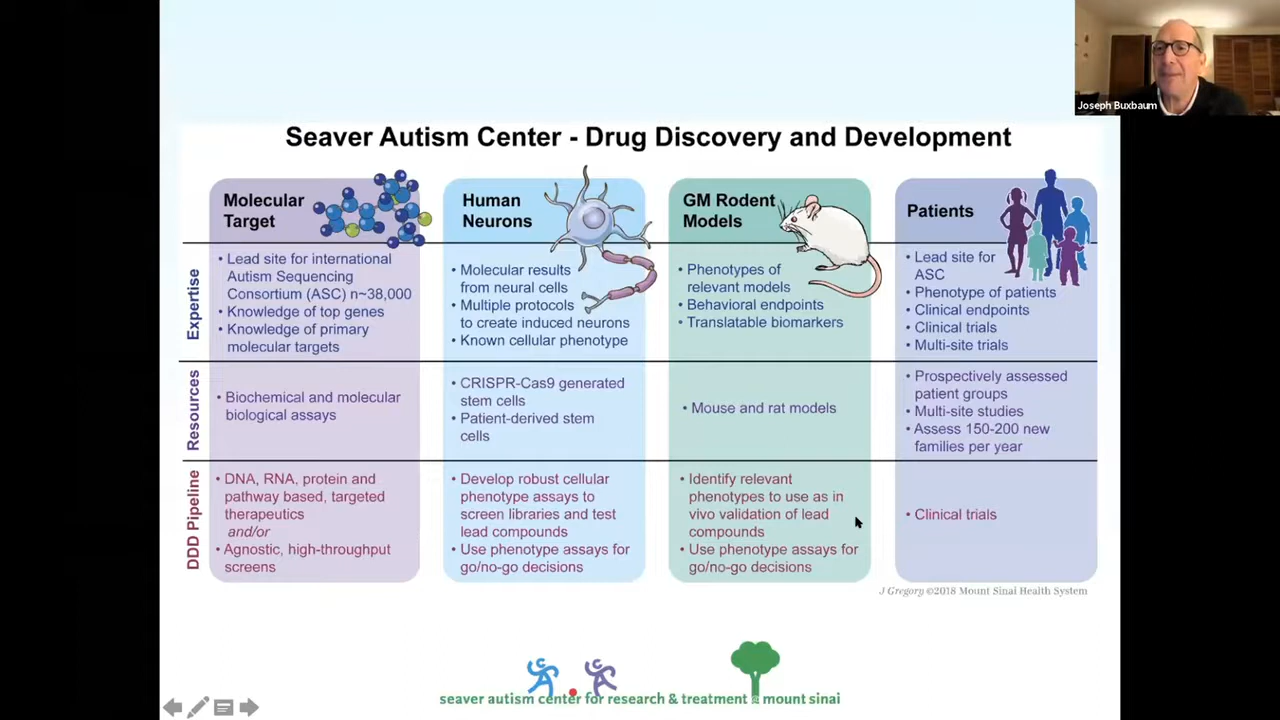 Joseph Buxbaum
Seaver Autism Center - Drug Discovery and Development
Molecular
Target
Human
Neurons
GM Rodent
Models
Patients
Expertise
• Lead site for international
Autism Sequencing
Consortium (ASC) n~38,000
• Knowledge of top genes
• Knowledge of primary
molecular targets
• Molecular results
from neural cells
• Multiple protocols
to create induced neurons
• Known cellular phenotype
• Phenotypes of
relevant models
• Behavioral endpoints
• Translatable biomarkers
• Lead site for
ASC
• Phenotype of patients
• Clinical endpoints
• Clinical trials
• Multi-site trials
Resources
• Biochemical and molecular
biological assays
• CRISPR-Cas9 generated
stem cells
• Patient-derived stem
cells
• Mouse and rat models
• Prospectively assessed
patient groups
• Multi-site studies
• Assess 150-200 new
families per year
DDD Pipeline
• DNA, RNA, protein and
pathway based, targeted
therapeutics
and/or
• Agnostic, high-throughput
screens
• Develop robust cellular
phenotype assays to
screen libraries and test
lead compounds
• Use phenotype assays for
go/no-go decisions
• Identify relevant
phenotypes to use as in
vivo validation of lead
compounds
• Use phenotype assays for
go/no-go decisions
• Clinical trials
J Gregory ©2018 Mount Sinai Health System
seaver autism center for research & treatment @ mount sinai